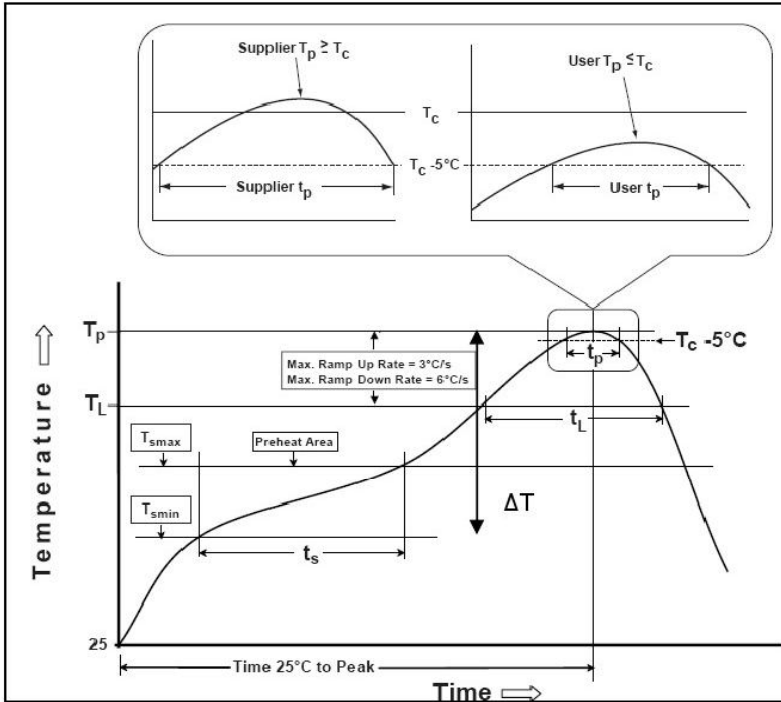 Supplier Tp ≥ Tc
User Tp ≤ Tc
Tc
Tc -5°C
Supplier tp
User tp
Tp
Tc -5°C
tp
Max. Ramp Up Rate = 3°C/s
Max. Ramp Down Rate = 6°C/s
TL
tL
Tsmax
Preheat Area
Tsmin
ΔT
ts
Temperature
25
Time 25°C to Peak
Time